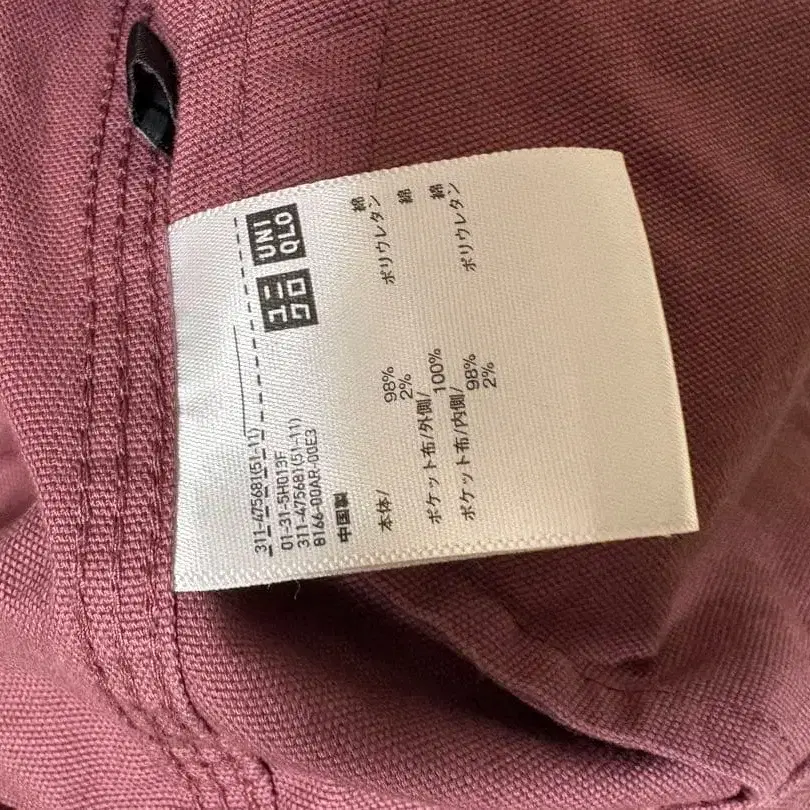 311-475681(51-11)
ユニ UNI
クロ QLO
01-31-5H013F
311-475681(51-11)
8166-00AR-00E3
中国製
本体/ 98% 綿
2% ポリウレタン
ポケット布/外側/ 100% 綿
ポケット布/内側/ 98% 綿
2% ポリウレタン